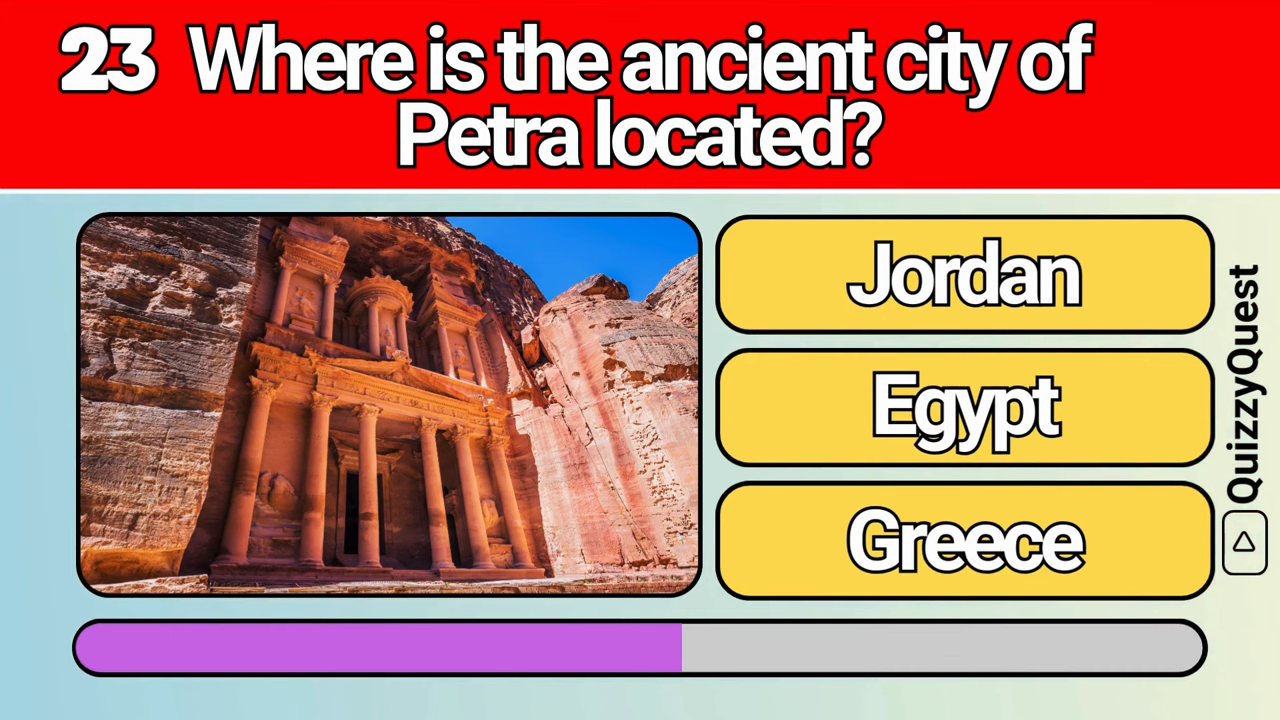 23 Where is the ancient city of
Petra located?
Jordan
Egypt
Greece
QuizzyQuest